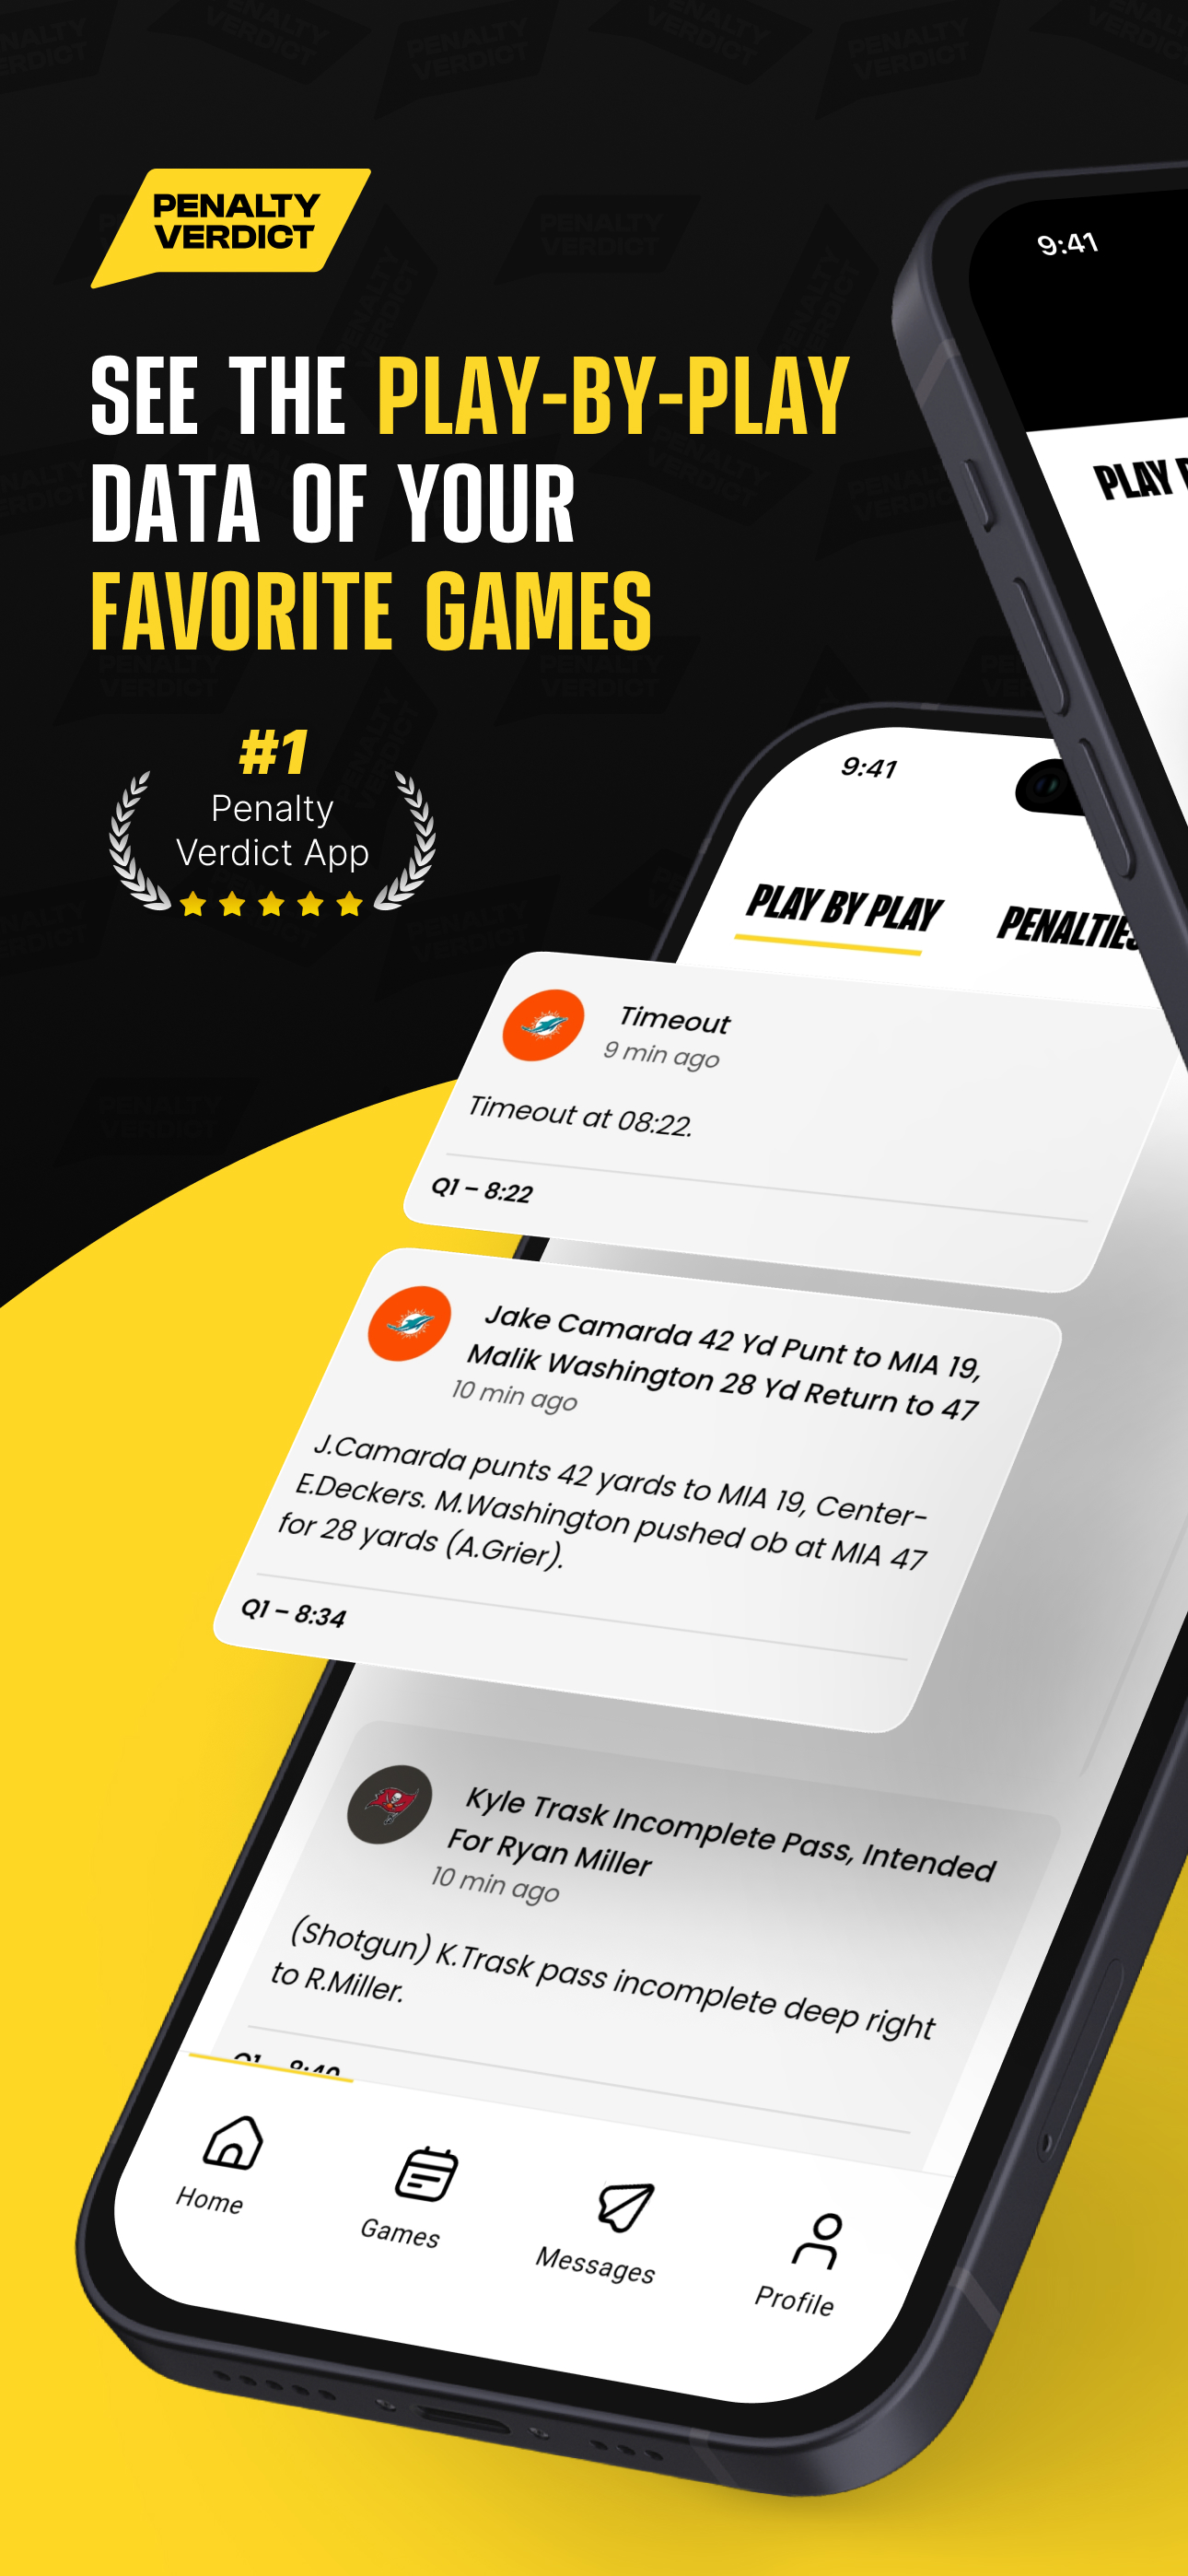 PENALTY
VERDICT
SEE THE PLAY-BY-PLAY
DATA OF YOUR
FAVORITE GAMES
#1
Penalty
Verdict App
9:41
PLAY
9:41
PLAY BY PLAY
PENALTIES
Timeout
9 min ago
Timeout at 08:22.
Q1 – 8:22
Jake Camarda 42 Yd Punt to MIA 19,
Malik Washington 28 Yd Return to 47
10 min ago
J.Camarda punts 42 yards to MIA 19, Center-
E.Deckers. M.Washington pushed ob at MIA 47
for 28 yards (A.Grier).
Q1 – 8:34
Kyle Trask Incomplete Pass, Intended
For Ryan Miller
10 min ago
(Shotgun) K.Trask pass incomplete deep right
to R.Miller.
Home
Games
Messages
Profile